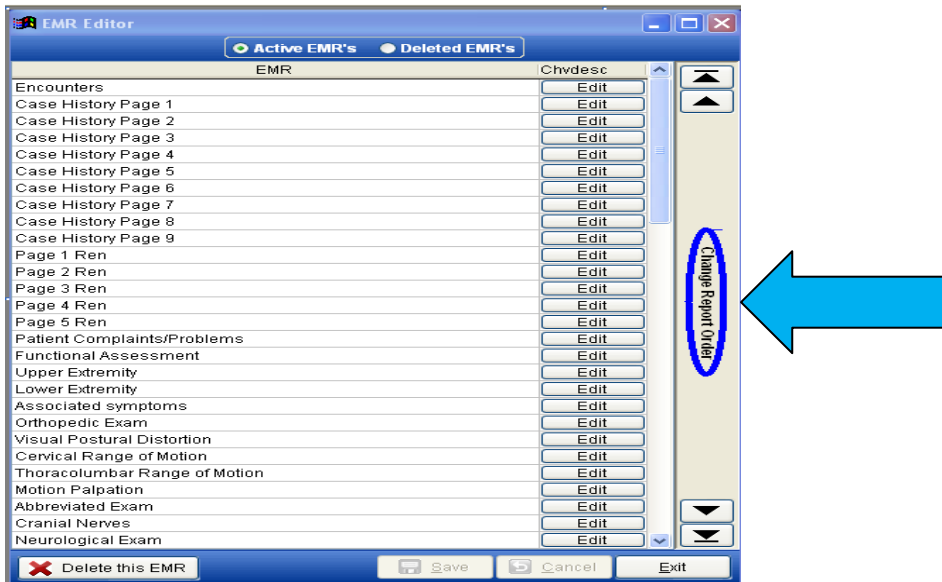 EMR Editor
Active EMR's Deleted EMR's
EMR Chvdesc
Encounters Edit
Case History Page 1 Edit
Case History Page 2 Edit
Case History Page 3 Edit
Case History Page 4 Edit
Case History Page 5 Edit
Case History Page 6 Edit
Case History Page 7 Edit
Case History Page 8 Edit
Case History Page 9 Edit
Page 1 Ren Edit
Page 2 Ren Edit
Page 3 Ren Edit
Page 4 Ren Edit
Page 5 Ren Edit
Patient Complaints/Problems Edit
Functional Assessment Edit
Upper Extremity Edit
Lower Extremity Edit
Associated symptoms Edit
Orthopedic Exam Edit
Visual Postural Distortion Edit
Cervical Range of Motion Edit
Thoracolumbar Range of Motion Edit
Motion Palpation Edit
Abbreviated Exam Edit
Cranial Nerves Edit
Neurological Exam Edit
Change Report Order
Delete this EMR Save Cancel Exit